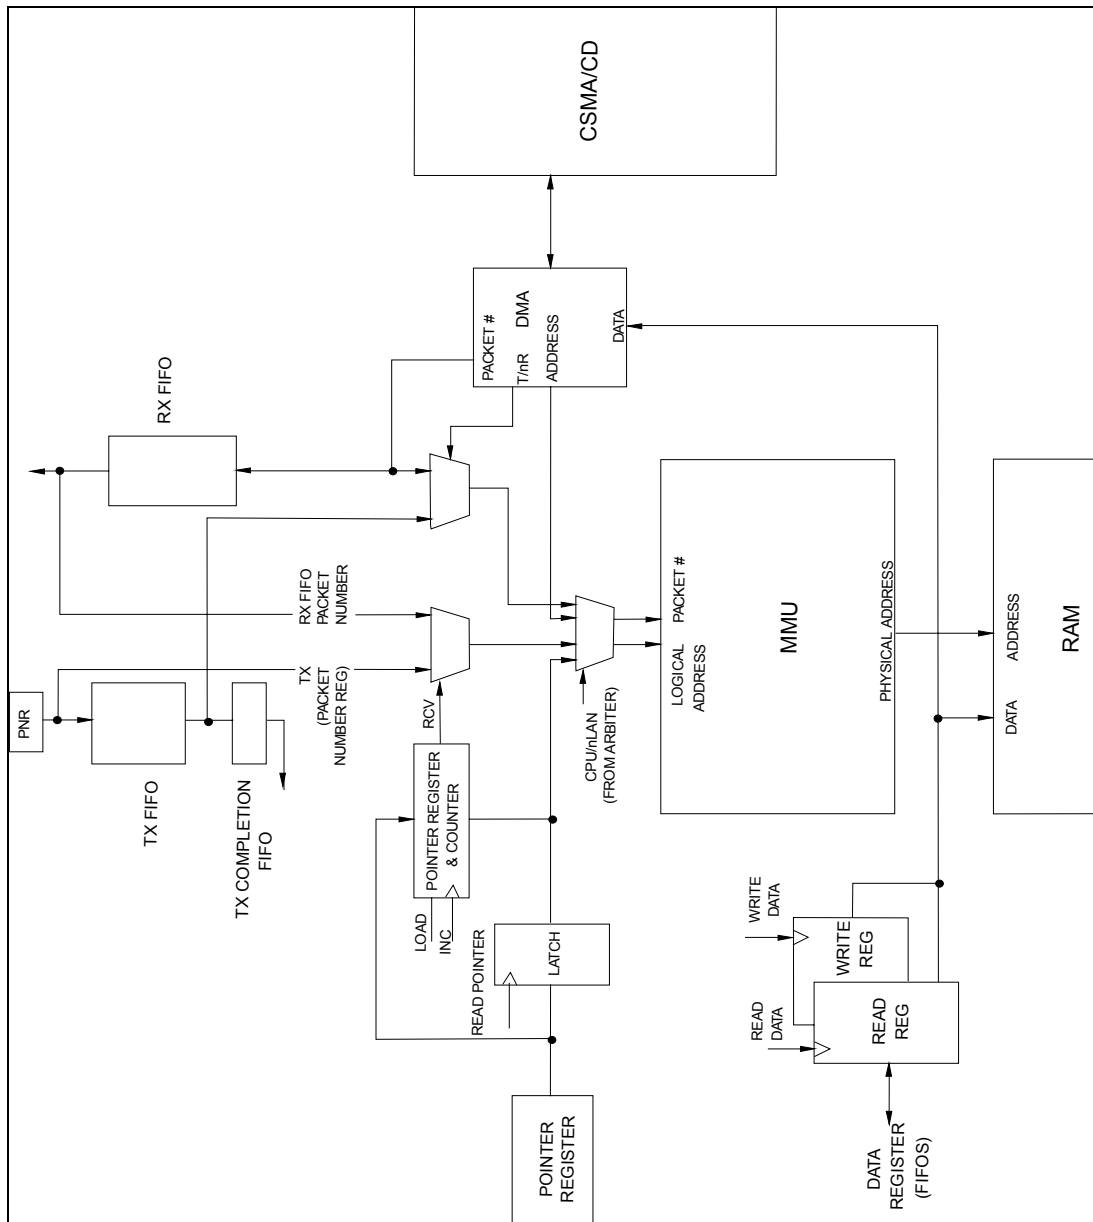 CSMA/CD
PACKET #
T/nR
DMA
ADDRESS
DATA
RX FIFO
RX FIFO
PACKET
NUMBER
TX
(PACKET
NUMBER REG)
PNR
TX FIFO
TX COMPLETION
FIFO
RCV
POINTER REGISTER
& COUNTER
LOAD
INC
CPU/nLAN
(FROM ARBITER)
PACKET #
LOGICAL
ADDRESS
MMU
PHYSICAL ADDRESS
ADDRESS
DATA
RAM
READ POINTER
LATCH
WRITE
DATA
WRITE
REG
READ
DATA
READ
REG
POINTER
REGISTER
DATA
REGISTER
(FIFOS)